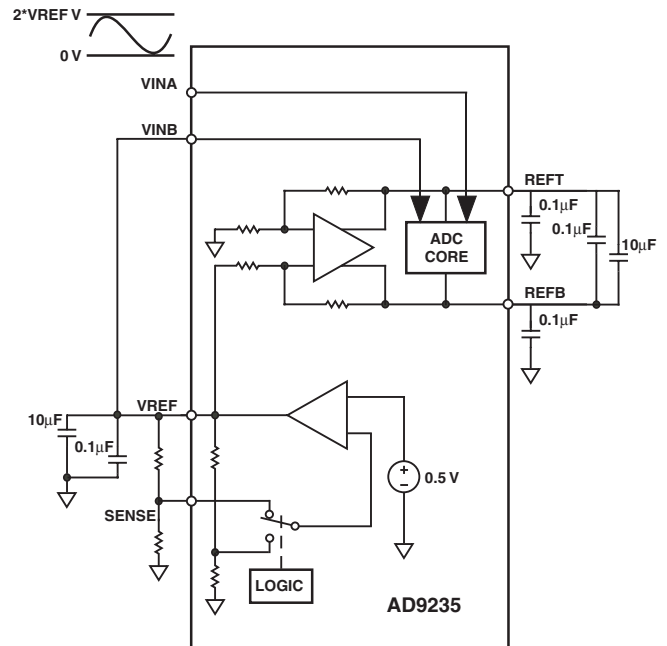 2*VREF V
0 V
VINA
VINB
REFT
0.1μF
0.1μF
10μF
ADC
CORE
REFB
0.1μF
VREF
10μF
0.1μF
+
−
0.5 V
SENSE
LOGIC
AD9235